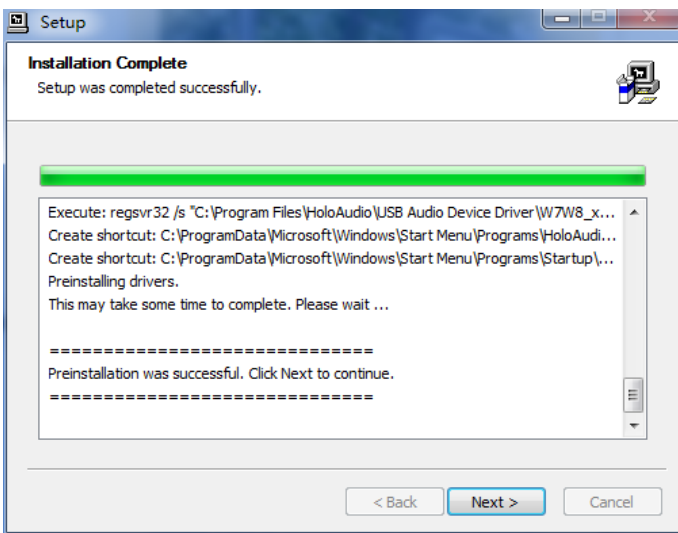 Setup
Installation Complete
Setup was completed successfully.
Execute: regsvr32 /s "C:\Program Files\HoloAudio\USB Audio Device Driver\W7W8_x...
Create shortcut: C:\ProgramData\Microsoft\Windows\Start Menu\Programs\HoloAudi...
Create shortcut: C:\ProgramData\Microsoft\Windows\Start Menu\Programs\Startup\...
Preinstalling drivers.
This may take some time to complete. Please wait ...
==============================
Preinstallation was successful. Click Next to continue.
==============================
< Back
Next >
Cancel